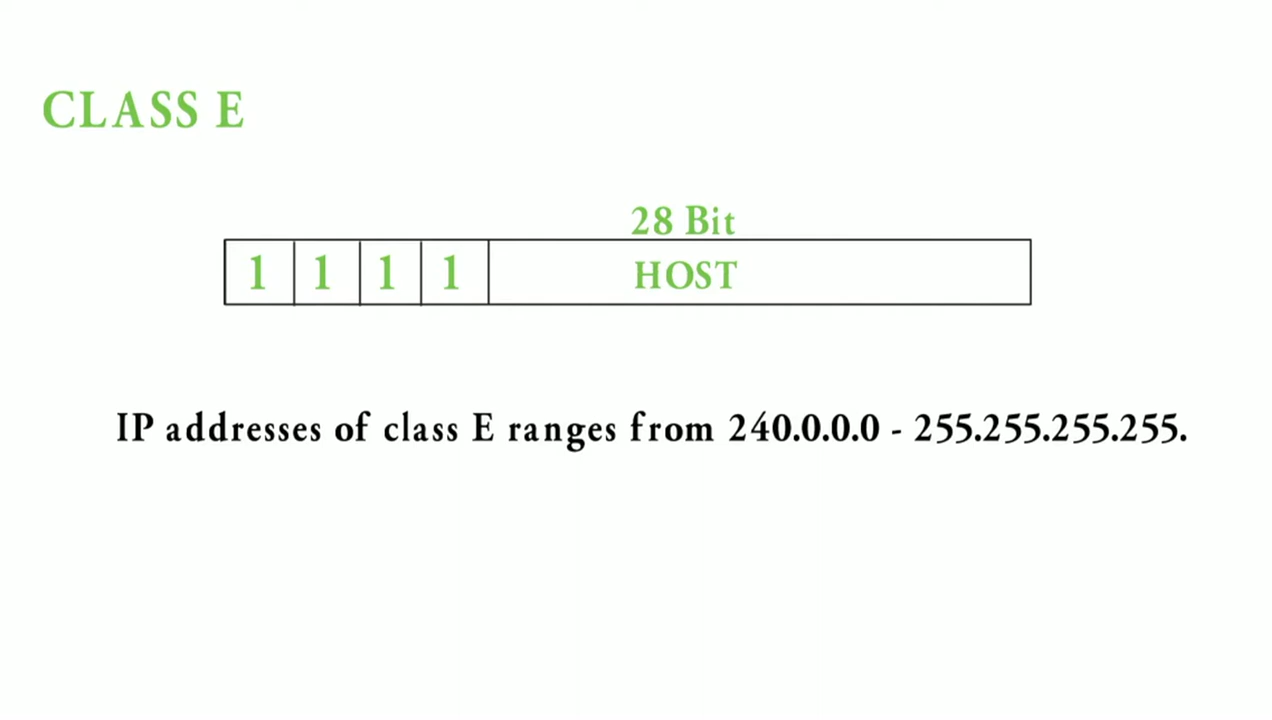 CLASS E
28 Bit
1 1 1 1 HOST
IP addresses of class E ranges from 240.0.0.0 - 255.255.255.255.